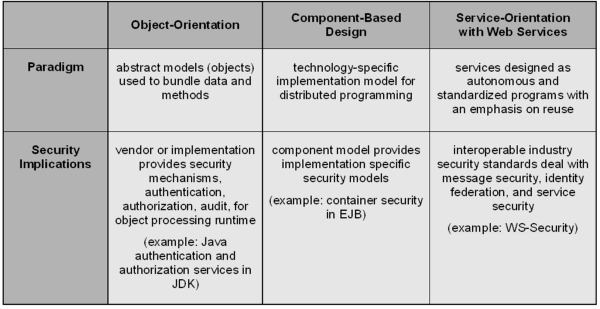 Object-Orientation
Component-Based
Design
Service-Orientation
with Web Services
Paradigm
abstract models (objects)
used to bundle data and
methods
technology-specific
implementation model for
distributed programming
services designed as
autonomous and
standardized programs with
an emphasis on reuse
Security
Implications
vendor or implementation
provides security
mechanisms,
authentication,
authorization, audit, for
object processing runtime
(example: Java
authentication and
authorization services in
JDK)
component model provides
implementation specific
security models
(example: container security
in EJB)
interoperable industry
security standards deal with
message security, identity
federation, and service
security
(example: WS-Security)